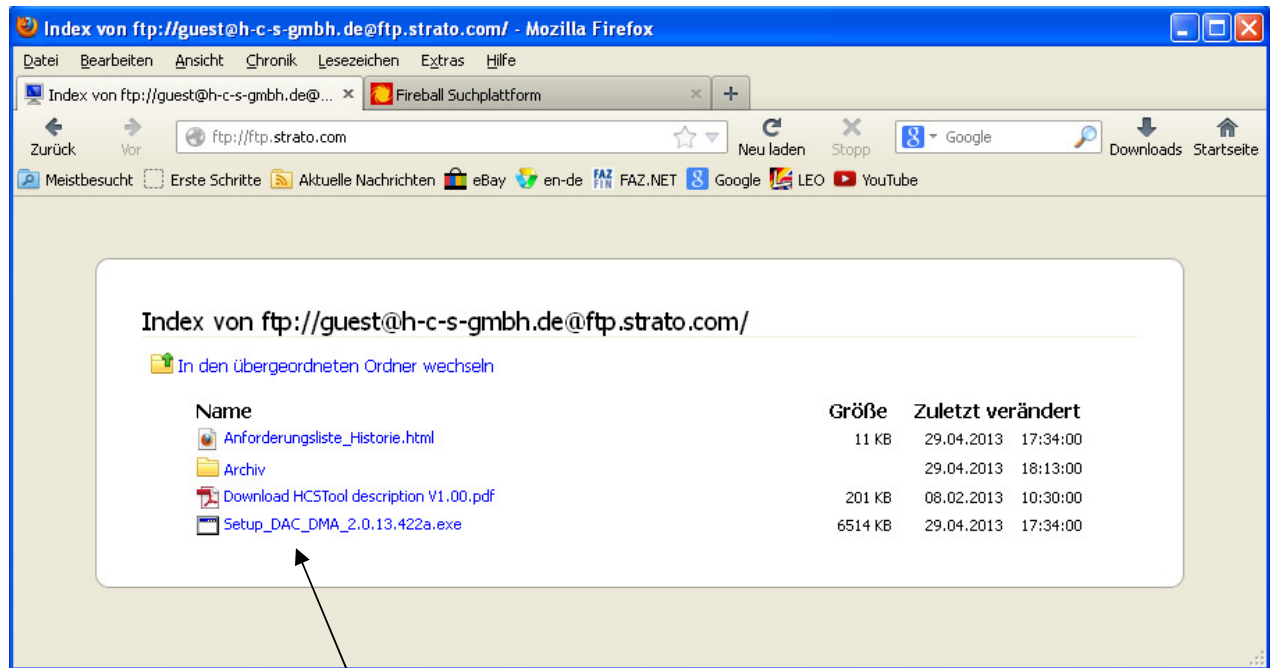 Index von ftp://guest@h-c-s-gmbh.de@ftp.strato.com/ - Mozilla Firefox
Datei Bearbeiten Ansicht Chronik Lesezeichen Extras Hilfe
Index von ftp://guest@h-c-s-gmbh.de@... Fireball Suchplattform
ftp://ftp.strato.com Google
Zurück Vor Neu laden Stopp Downloads Startseite
Meistbesucht Erste Schritte Aktuelle Nachrichten eBay en-de FAZ FIN FAZ.NET 8 Google LEO YouTube
Index von ftp://guest@h-c-s-gmbh.de@ftp.strato.com/
In den übergeordneten Ordner wechseln
Name Größe Zuletzt verändert
Anforderungsliste_Historie.html 11 KB 29.04.2013 17:34:00
Archiv 29.04.2013 18:13:00
Download HCSTool description V1.00.pdf 201 KB 08.02.2013 10:30:00
Setup_DAC_DMA_2.0.13.422a.exe 6514 KB 29.04.2013 17:34:00